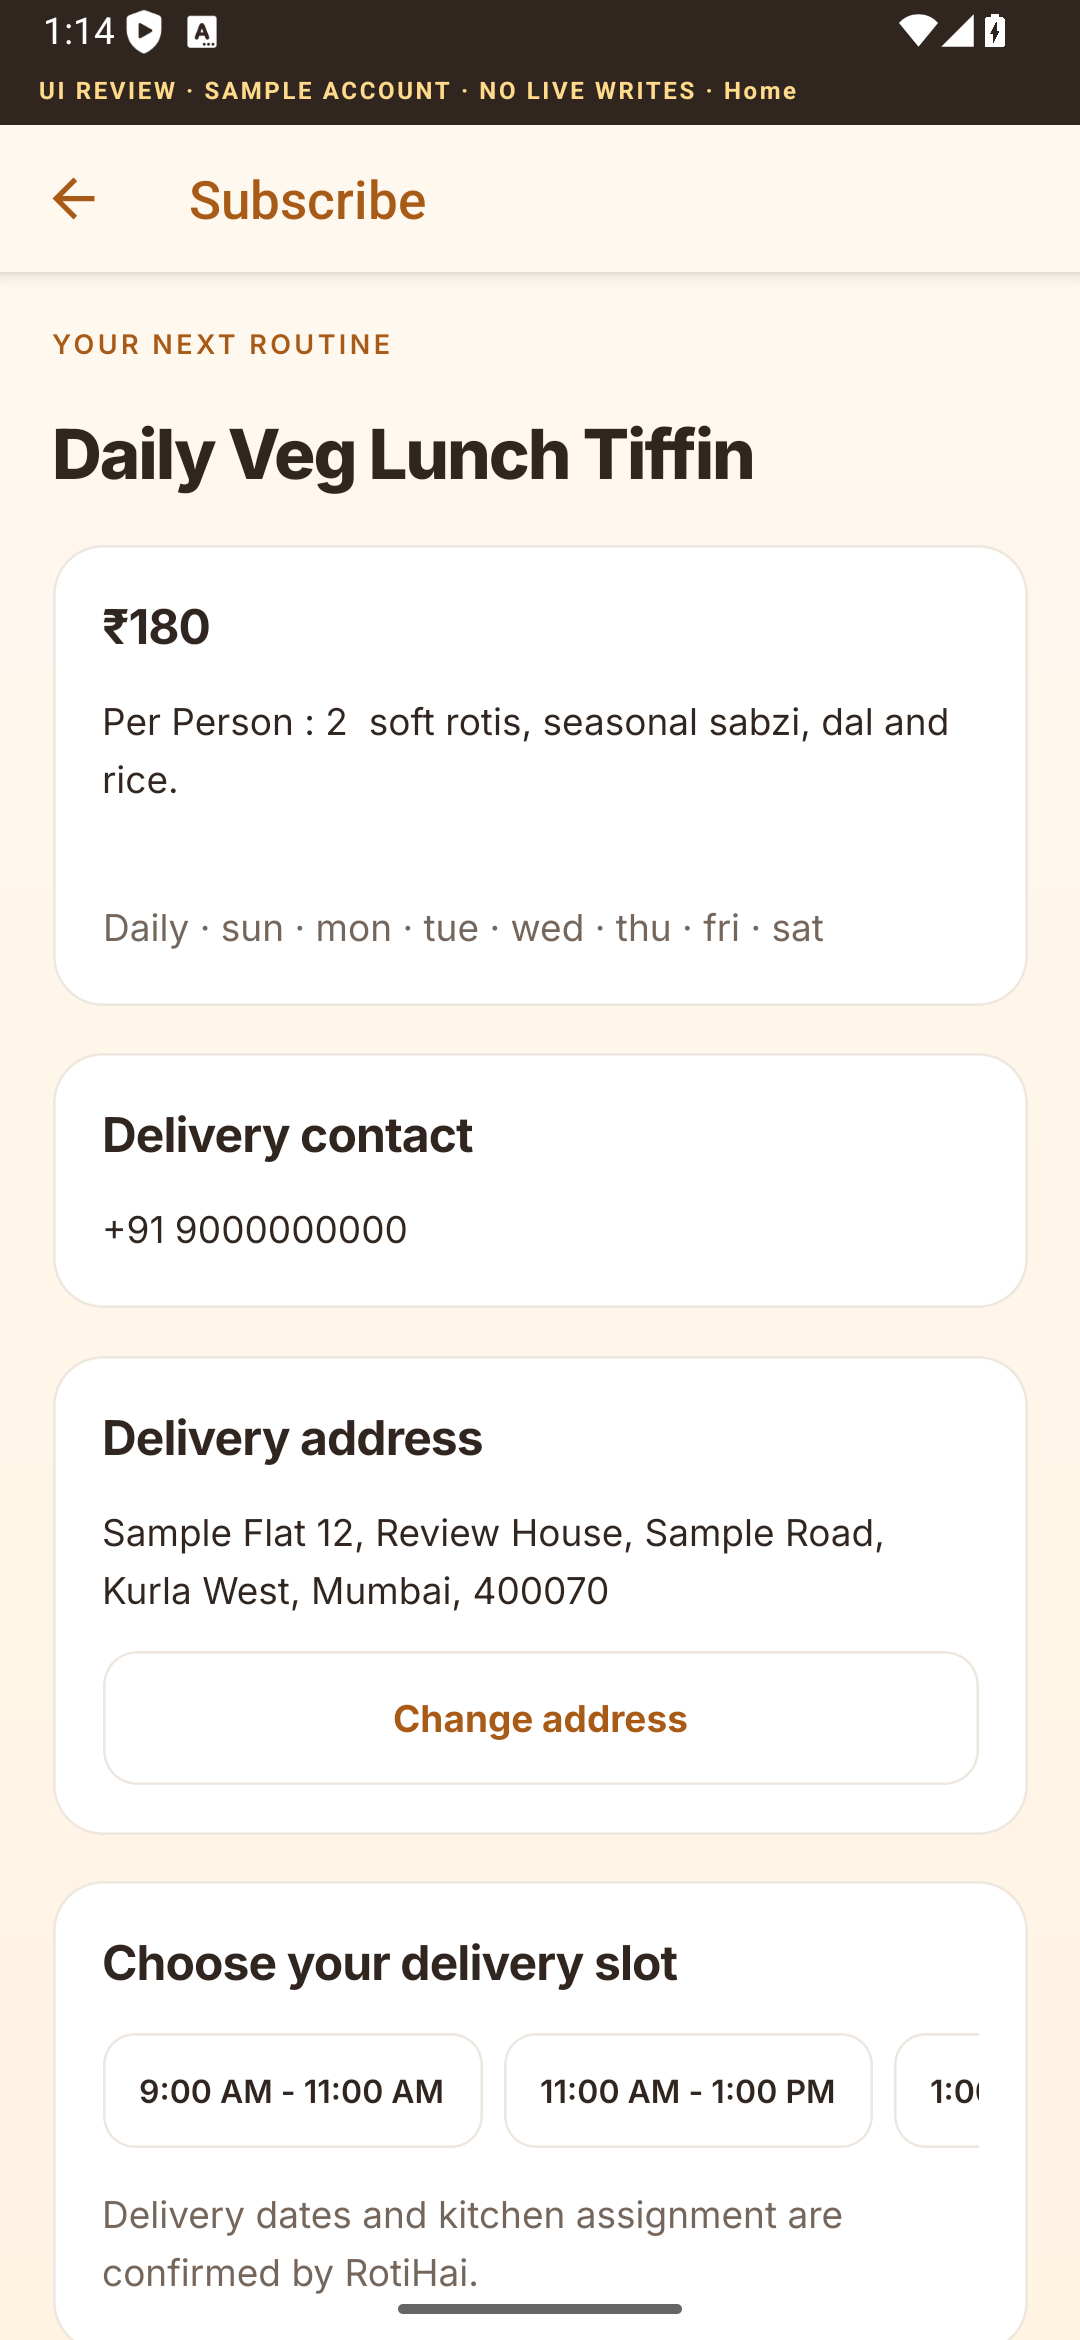 1:14
UI REVIEW · SAMPLE ACCOUNT · NO LIVE WRITES · Home
Subscribe
YOUR NEXT ROUTINE
Daily Veg Lunch Tiffin
₹180
Per Person : 2  soft rotis, seasonal sabzi, dal and
rice.
Daily · sun · mon · tue · wed · thu · fri · sat
Delivery contact
+91 9000000000
Delivery address
Sample Flat 12, Review House, Sample Road,
Kurla West, Mumbai, 400070
Change address
Choose your delivery slot
9:00 AM - 11:00 AM 11:00 AM - 1:00 PM
Delivery dates and kitchen assignment are
confirmed by RotiHai.